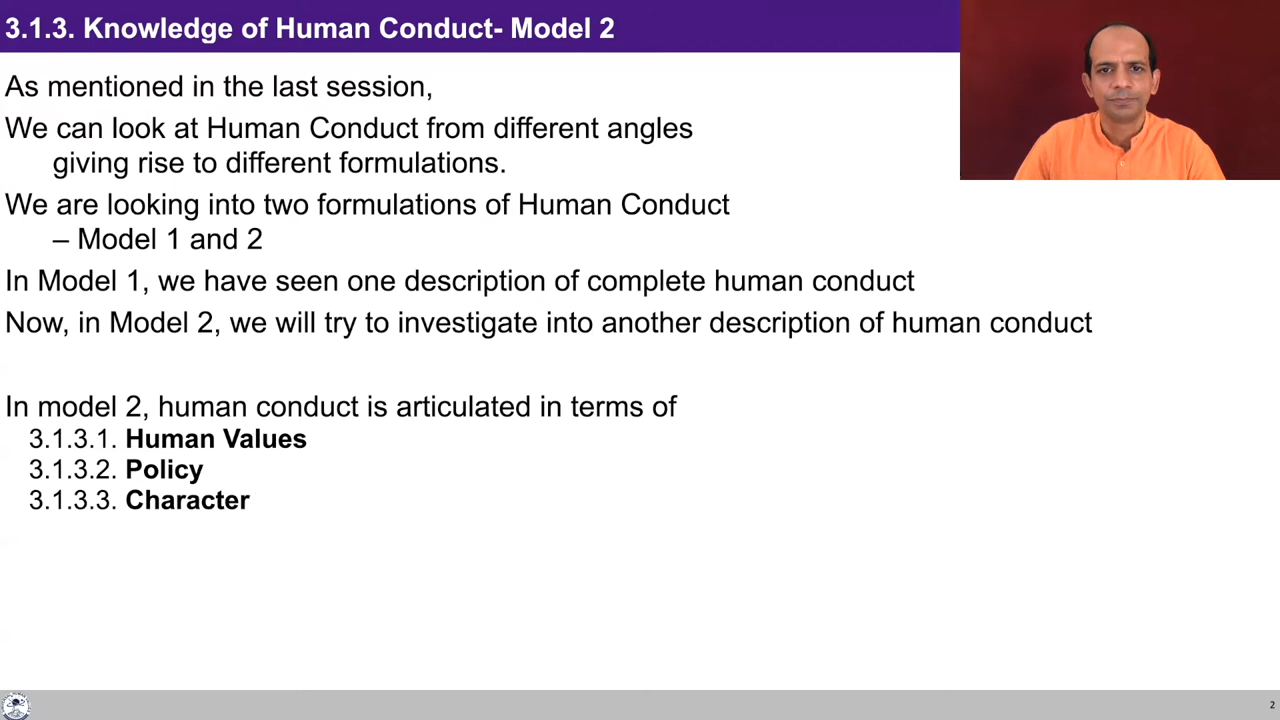 3.1.3. Knowledge of Human Conduct- Model 2
As mentioned in the last session,
We can look at Human Conduct from different angles
giving rise to different formulations.
We are looking into two formulations of Human Conduct
– Model 1 and 2
In Model 1, we have seen one description of complete human conduct
Now, in Model 2, we will try to investigate into another description of human conduct
In model 2, human conduct is articulated in terms of
3.1.3.1. Human Values
3.1.3.2. Policy
3.1.3.3. Character
2